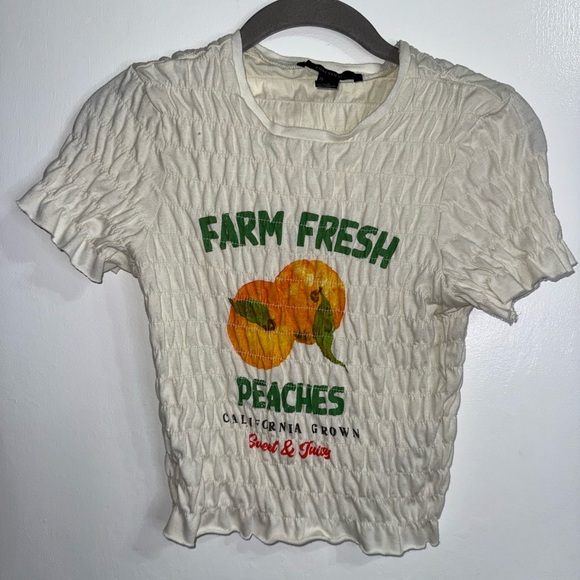 FARM FRESH
PEACHES
CALIFORNIA GROWN
Sweet & Juicy